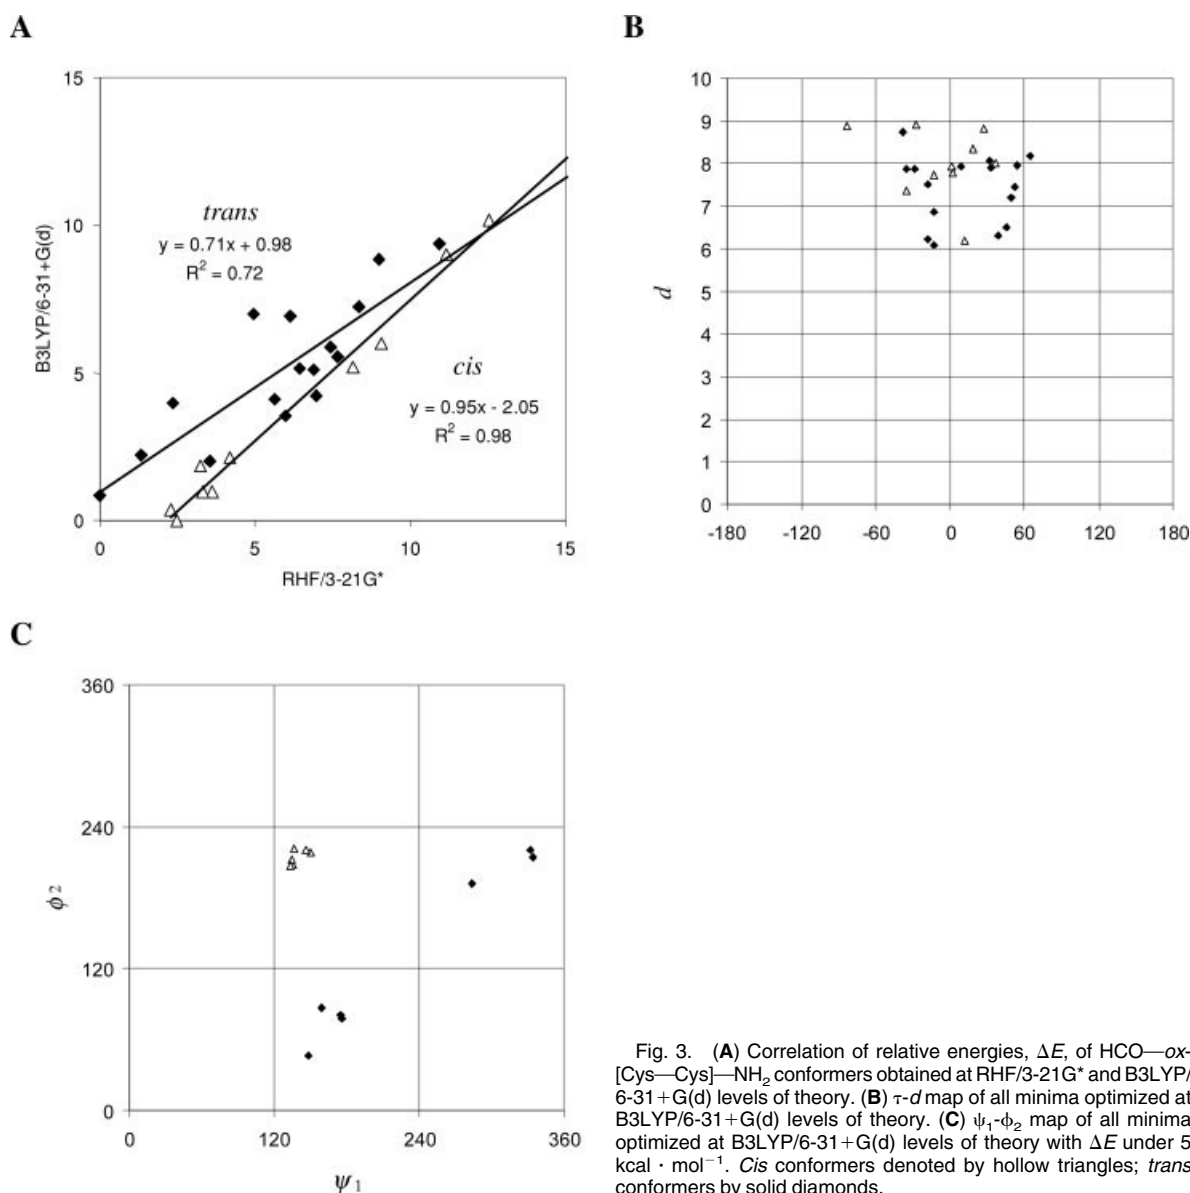 A
15
10
5
0
0
5
10
15
B3LYP/6-31+G(d)
RHF/3-21G*
trans
y = 0.71x + 0.98
R² = 0.72
cis
y = 0.95x - 2.05
R² = 0.98
B
10
9
8
7
6
5
4
3
2
1
0
-180
-120
-60
0
60
120
180
d
C
360
240
120
0
0
120
240
360
ϕ2
ψ1
Fig. 3. (A) Correlation of relative energies, ΔE, of HCO—ox-
[Cys—Cys]—NH₂ conformers obtained at RHF/3-21G* and B3LYP/
6-31+G(d) levels of theory. (B) τ-d map of all minima optimized at
B3LYP/6-31+G(d) levels of theory. (C) ψ₁-ϕ₂ map of all minima
optimized at B3LYP/6-31+G(d) levels of theory with ΔE under 5
kcal · mol⁻¹. Cis conformers denoted by hollow triangles; trans
conformers by solid diamonds.